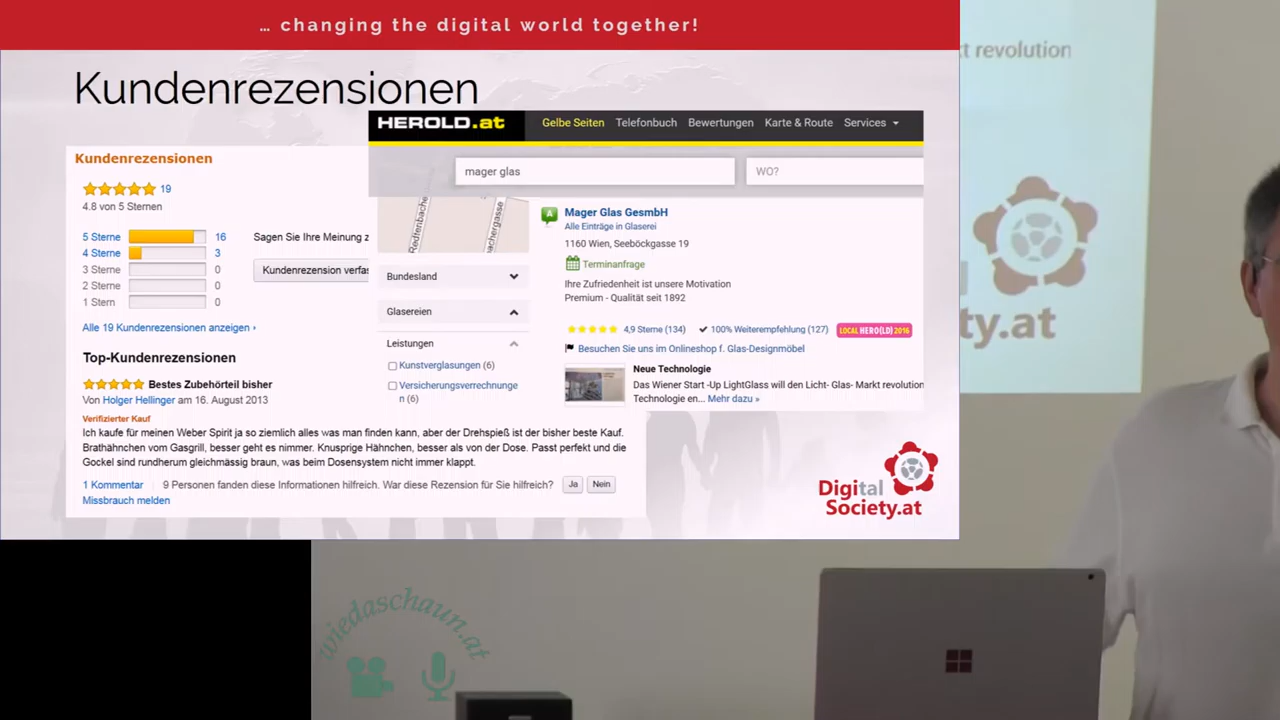 … changing the digital world together!
Kundenrezensionen
HEROLD.at
Gelbe Seiten Telefonbuch Bewertungen Karte & Route Services
mager glas
WO?
Kundenrezensionen
19
4.8 von 5 Sternen
5 Sterne 16
4 Sterne 3
3 Sterne 0
2 Sterne 0
1 Stern 0
Sagen Sie Ihre Meinung z
Kundenrezension verfas
Alle 19 Kundenrezensionen anzeigen ›
Top-Kundenrezensionen
Bestes Zubehörteil bisher
Von Holger Hellinger am 16. August 2013
Verifizierter Kauf
Ich kaufe für meinen Weber Spirit ja so ziemlich alles was man finden kann, aber der Drehspieß ist der bisher beste Kauf.
Brathähnchen vom Gasgrill, besser geht es nimmer. Knusprige Hähnchen, besser als von der Dose. Passt perfekt und die
Gockel sind rundherum gleichmässig braun, was beim Dosensystem nicht immer klappt.
1 Kommentar 9 Personen fanden diese Informationen hilfreich. War diese Rezension für Sie hilfreich? Ja Nein
Missbrauch melden
Redtenbache
achergasse
Bundesland
Glasereien
Leistungen
Kunstverglasungen (6)
Versicherungsverrechnunge
n (6)
A
Mager Glas GesmbH
Alle Einträge in Glaserei
1160 Wien, Seeböckgasse 19
Terminanfrage
Ihre Zufriedenheit ist unsere Motivation
Premium - Qualität seit 1892
4,9 Sterne (134) 100% Weiterempfehlung (127) LOCAL HERO(LD) 2016
Besuchen Sie uns im Onlineshop f. Glas-Designmöbel
Neue Technologie
Das Wiener Start -Up LightGlass will den Licht- Glas- Markt revolution
Technologie en... Mehr dazu »
Digital
Society.at
kt revolution
ty.at
wiedaschaun.at